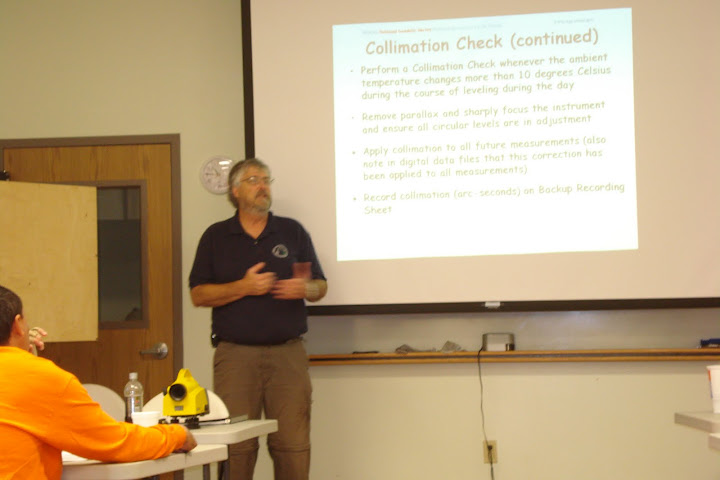 Collimation Check (continued)
• Perform a Collimation Check whenever the ambient
temperature changes more than 10 degrees Celsius
during the course of leveling during the day
• Remove parallax and sharply focus the instrument
and ensure all circular levels are in adjustment
• Apply collimation to all future measurements (also
note in digital data files that this correction has
been applied to all measurements)
• Record collimation (arc seconds) on Backup Recording
Sheet